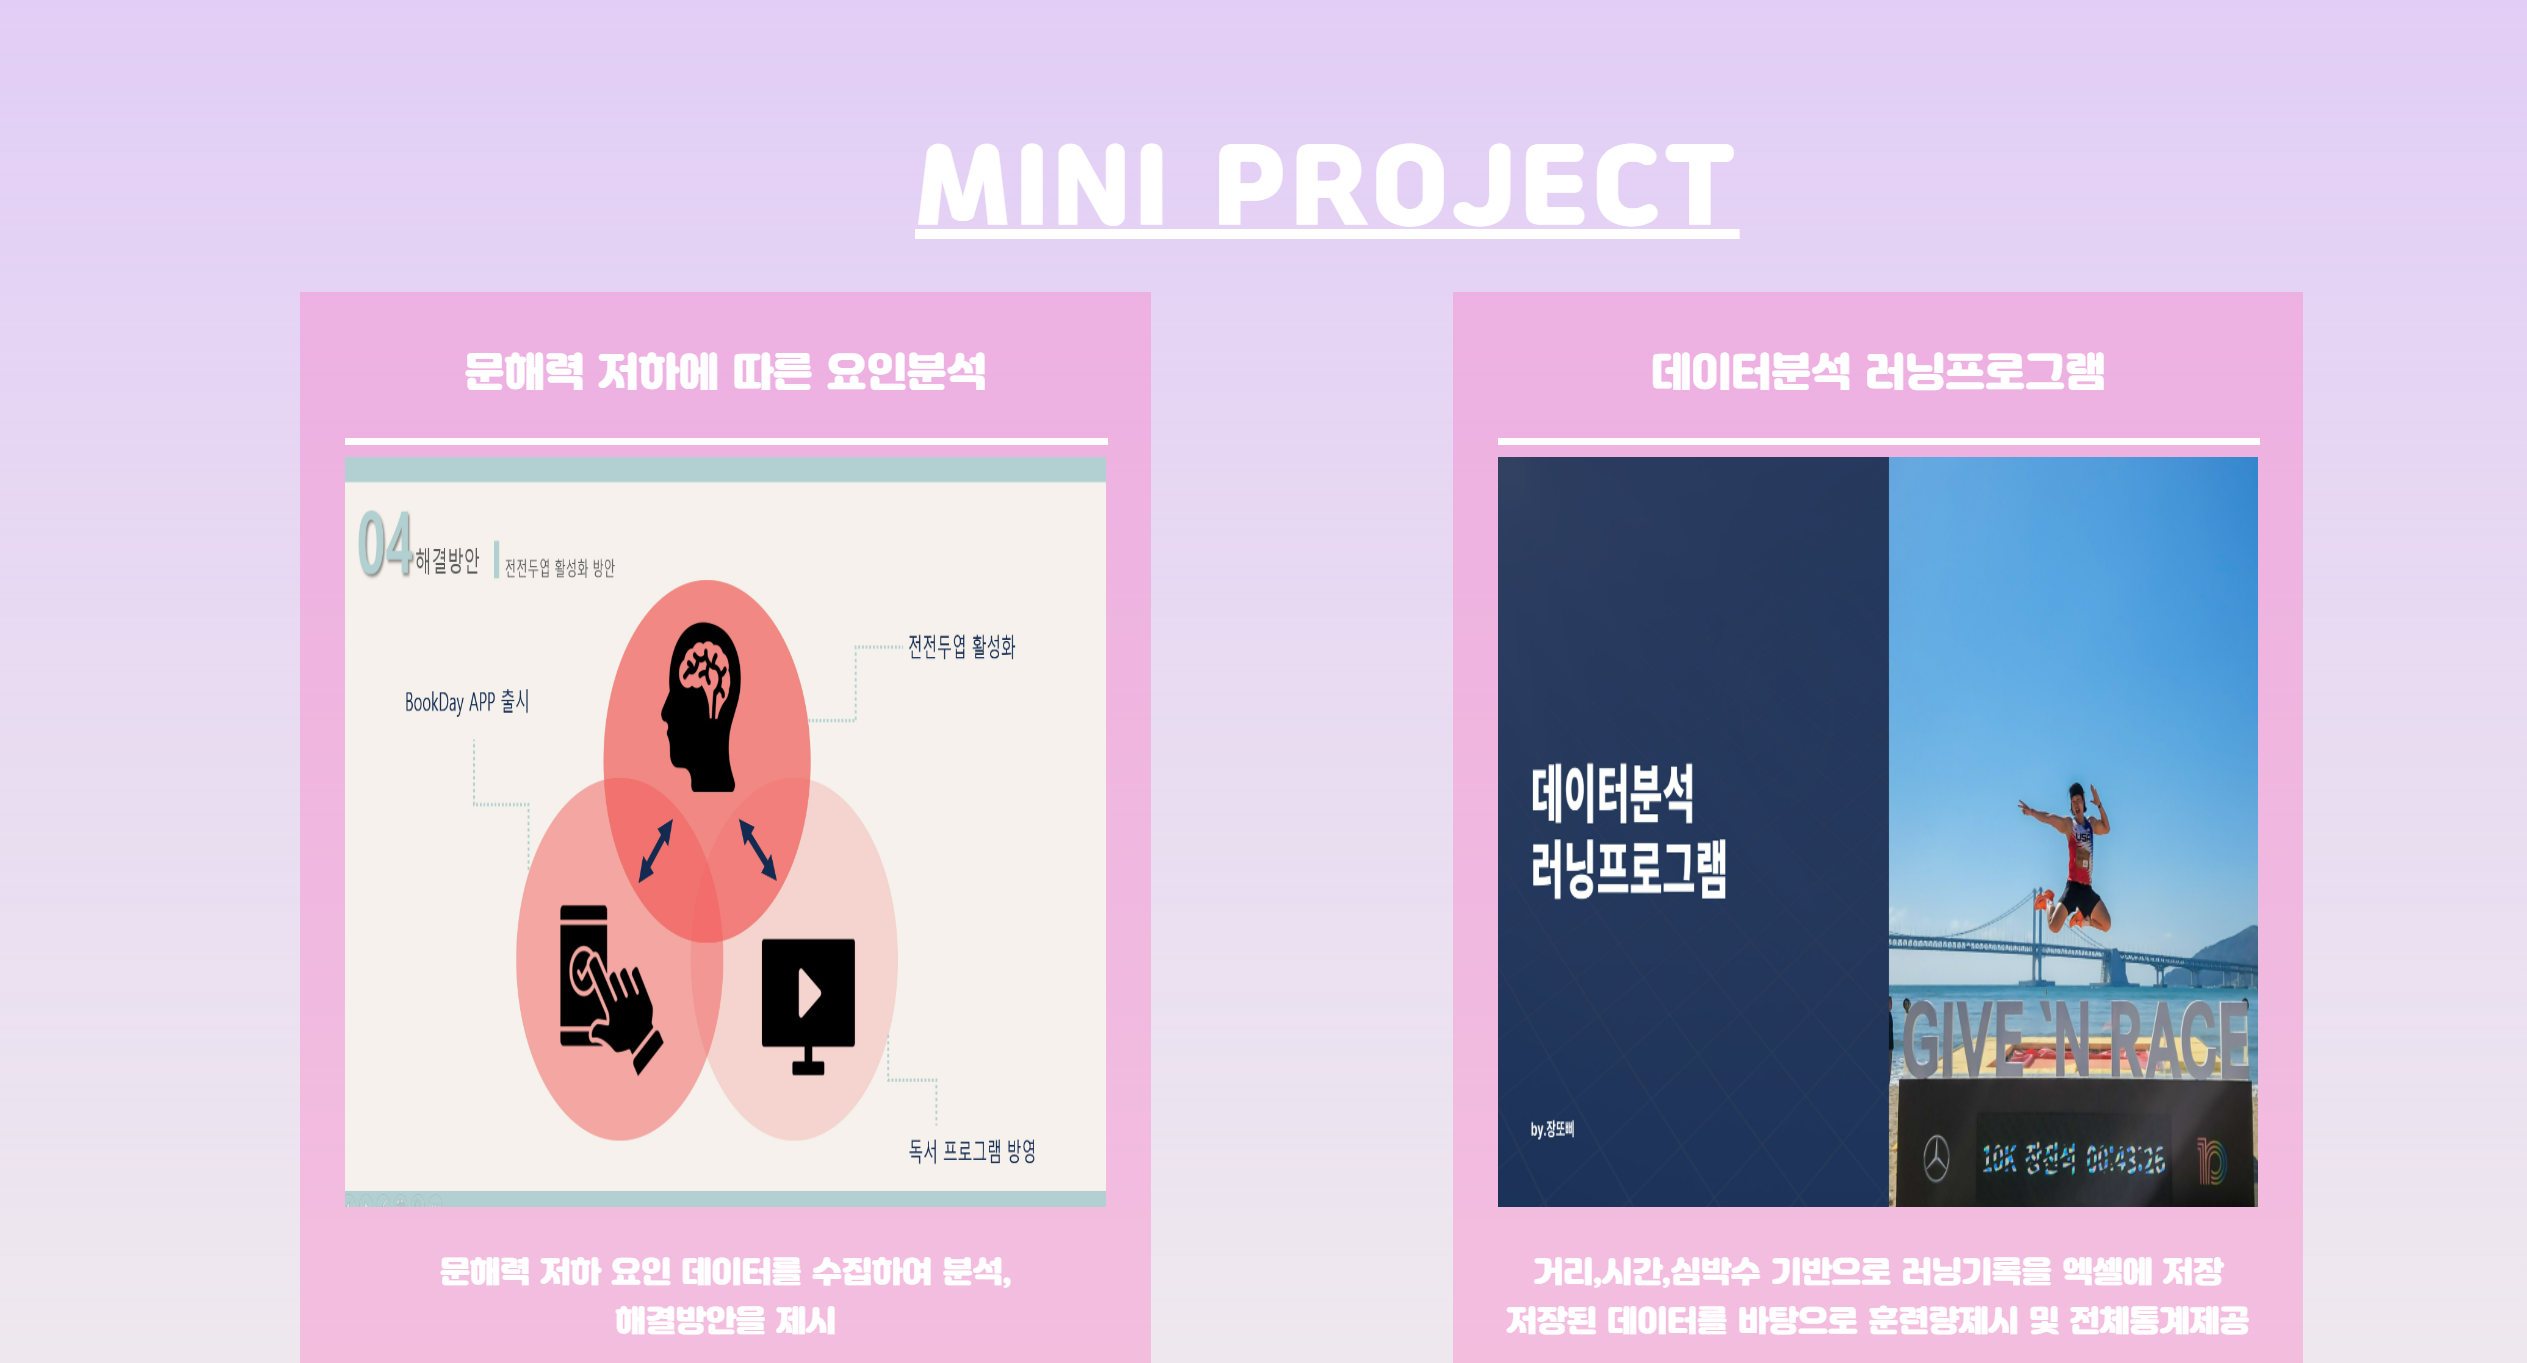 MINI PROJECT
문해력 저하에 따른 요인분석
04 해결방안 전전두엽 활성화 방안
전전두엽 활성화
BookDay APP 출시
독서 프로그램 방영
문해력 저하 요인 데이터를 수집하여 분석,
해결방안을 제시
데이터분석 러닝프로그램
데이터분석
러닝프로그램
by.장또삐
USA
GIVE 'N RACE
10K 장진석 00:43:26
10
거리,시간,심박수 기반으로 러닝기록을 엑셀에 저장
저장된 데이터를 바탕으로 훈련량제시 및 전체통계제공